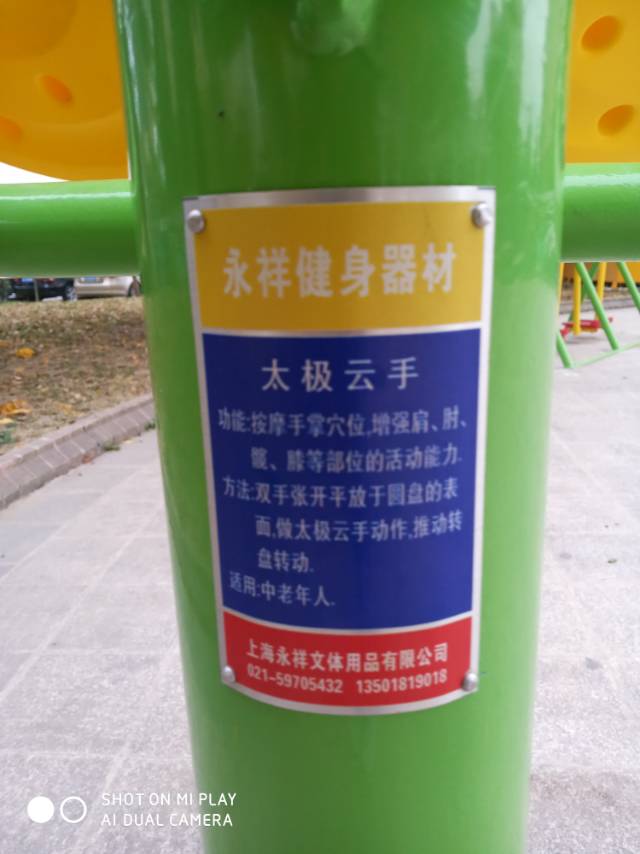 永祥健身器材
太极云手
功能:按摩手掌穴位,增强肩、肘、
髋、膝等部位的活动能力.
方法:双手张开平放于圆盘的表
面,做太极云手动作,推动转
盘转动.
适用:中老年人.
上海永祥文体用品有限公司
021-59705432 13501819018
SHOT ON MI PLAY
AI DUAL CAMERA